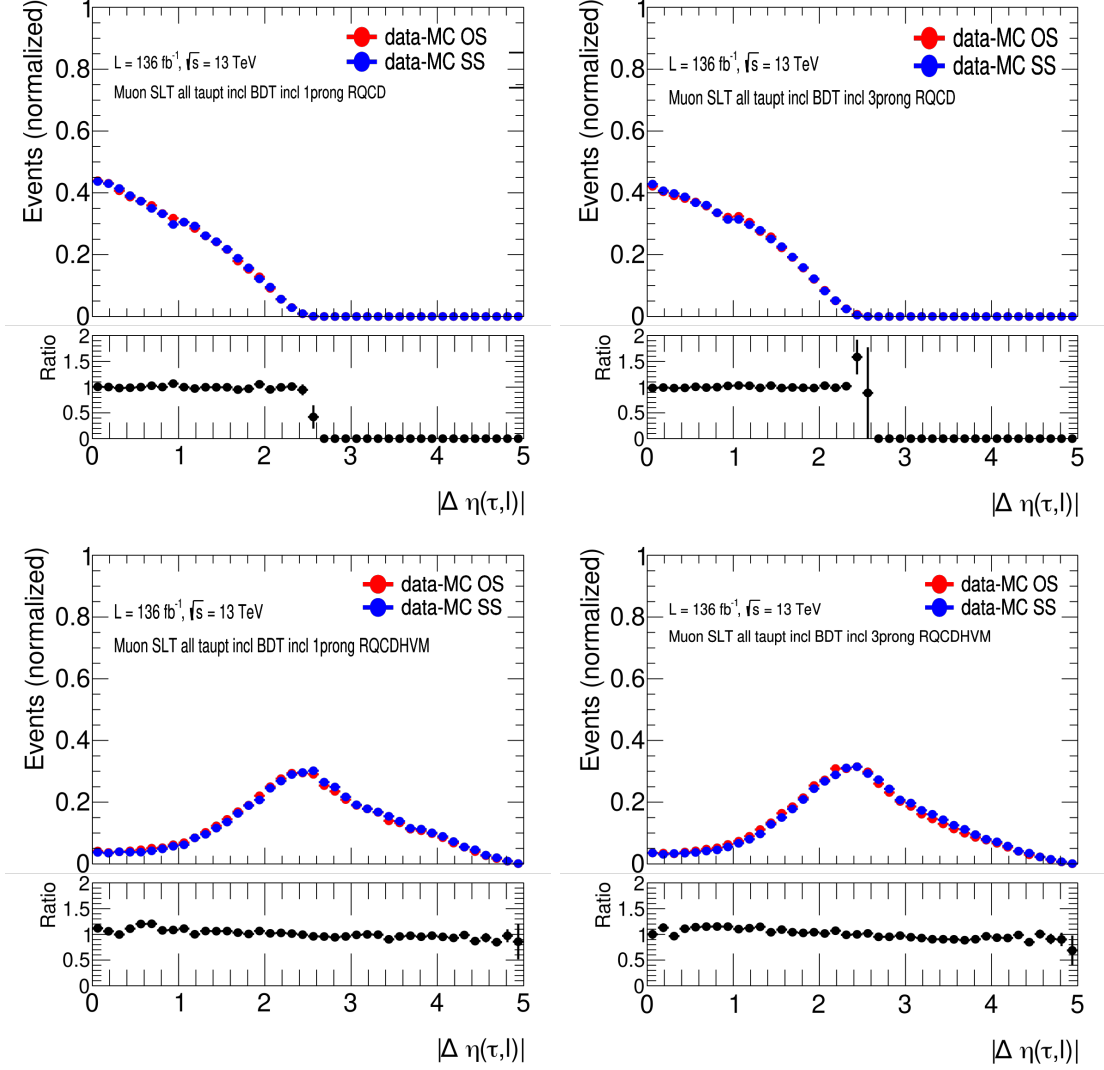 Events (normalized)
1
0.8
0.6
0.4
0.2
0
data-MC OS
data-MC SS
L = 136 fb⁻¹, √s = 13 TeV
Muon SLT all taupt incl BDT incl 1prong RQCD
Ratio
2
1.5
1
0.5
0
0 1 2 3 4 5
|Δ η(τ,l)|
Events (normalized)
1
0.8
0.6
0.4
0.2
0
data-MC OS
data-MC SS
L = 136 fb⁻¹, √s = 13 TeV
Muon SLT all taupt incl BDT incl 3prong RQCD
Ratio
2
1.5
1
0.5
0
0 1 2 3 4 5
|Δ η(τ,l)|
Events (normalized)
1
0.8
0.6
0.4
0.2
0
data-MC OS
data-MC SS
L = 136 fb⁻¹, √s = 13 TeV
Muon SLT all taupt incl BDT incl 1prong RQCDHVM
Ratio
2
1.5
1
0.5
0
0 1 2 3 4 5
|Δ η(τ,l)|
Events (normalized)
1
0.8
0.6
0.4
0.2
0
data-MC OS
data-MC SS
L = 136 fb⁻¹, √s = 13 TeV
Muon SLT all taupt incl BDT incl 3prong RQCDHVM
Ratio
2
1.5
1
0.5
0
0 1 2 3 4 5
|Δ η(τ,l)|